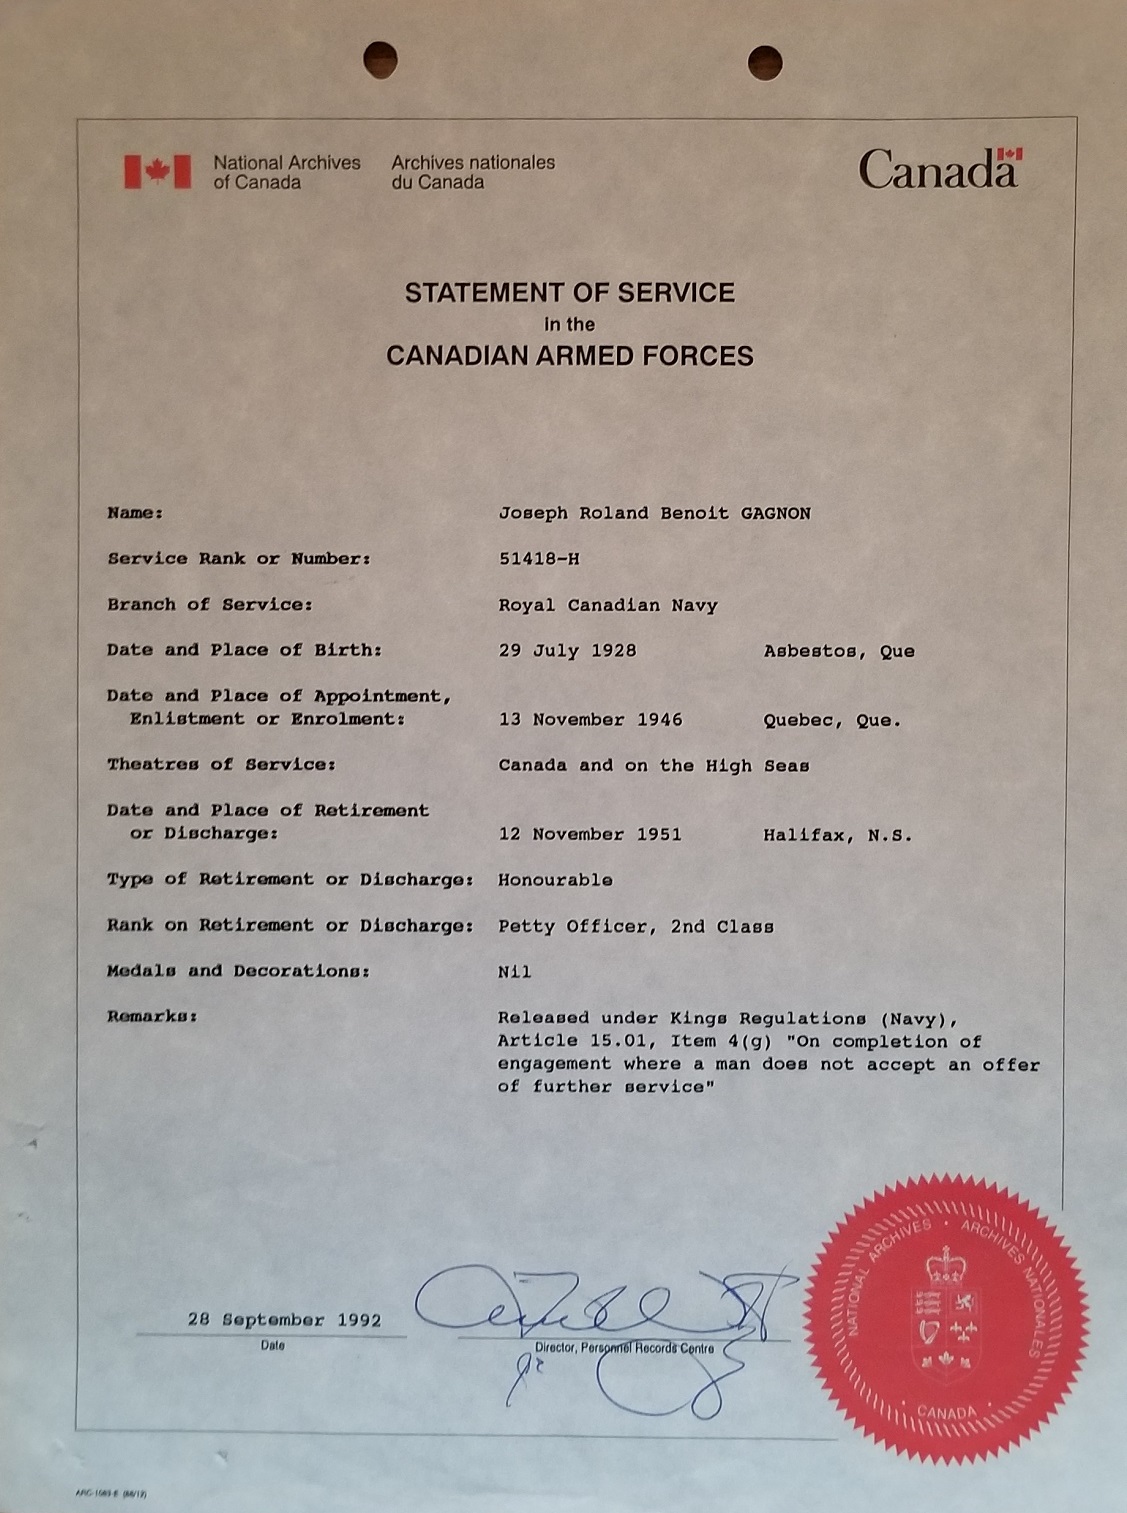 National Archives of Canada
Archives nationales du Canada
Canada
STATEMENT OF SERVICE
in the
CANADIAN ARMED FORCES
Name: Joseph Roland Benoit GAGNON
Service Rank or Number: 51418-H
Branch of Service: Royal Canadian Navy
Date and Place of Birth: 29 July 1928 Asbestos, Que
Date and Place of Appointment,
Enlistment or Enrolment: 13 November 1946 Quebec, Que.
Theatres of Service: Canada and on the High Seas
Date and Place of Retirement
or Discharge: 12 November 1951 Halifax, N.S.
Type of Retirement or Discharge: Honourable
Rank on Retirement or Discharge: Petty Officer, 2nd Class
Medals and Decorations: Nil
Remarks: Released under Kings Regulations (Navy),
Article 15.01, Item 4(g) "On completion of
engagement where a man does not accept an offer
of further service"
28 September 1992
Date
Director, Personnel Records Centre
NATIONAL ARCHIVES • ARCHIVES NATIONALES
• CANADA •